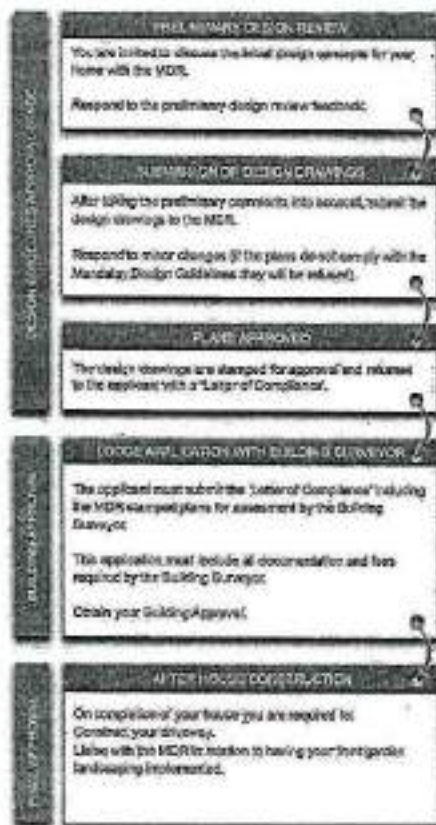 PRELIMINARY DESIGN REVIEW
You are invited to discuss the initial design concepts for your
home with the MDR.
Respond to the preliminary design review feedback.
SUBMISSION OF DESIGN DRAWINGS
After taking the preliminary comments into account, submit the
design drawings to the MDR.
Respond to minor changes (if the plans do not comply with the
Mandalay Design Guidelines they will be refused).
PLANS APPROVED
The design drawings are stamped for approval and returned
to the applicant with a 'Letter of Compliance'.
LODGE APPLICATION WITH BUILDING SURVEYOR
The applicant must submit the 'Letter of Compliance' including
the MDR stamped plans for assessment by the Building
Surveyor.
This application must include all documentation and fees
required by the Building Surveyor.
Obtain your Building Approval.
BUILDING APPROVAL
AFTER HOUSE CONSTRUCTION
On completion of your house you are required to:
Construct your driveway.
Liaise with the MDR in relation to having your front garden
landscaping implemented.